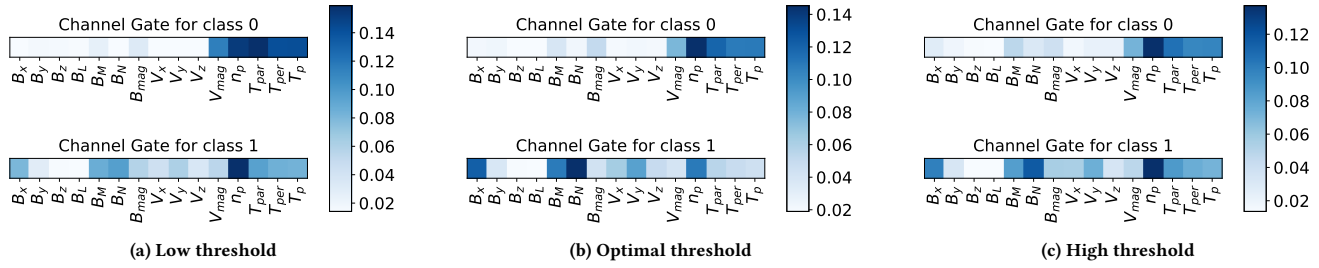 Channel Gate for class 0
B_x B_y B_z B_L B_M B_N B_mag V_x V_y V_z V_mag n_p T_par T_per T_p
Channel Gate for class 1
B_x B_y B_z B_L B_M B_N B_mag V_x V_y V_z V_mag n_p T_par T_per T_p
0.14
0.12
0.10
0.08
0.06
0.04
0.02
(a) Low threshold
Channel Gate for class 0
B_x B_y B_z B_L B_M B_N B_mag V_x V_y V_z V_mag n_p T_par T_per T_p
Channel Gate for class 1
B_x B_y B_z B_L B_M B_N B_mag V_x V_y V_z V_mag n_p T_par T_per T_p
0.14
0.12
0.10
0.08
0.06
0.04
0.02
(b) Optimal threshold
Channel Gate for class 0
B_x B_y B_z B_L B_M B_N B_mag V_x V_y V_z V_mag n_p T_par T_per T_p
Channel Gate for class 1
B_x B_y B_z B_L B_M B_N B_mag V_x V_y V_z V_mag n_p T_par T_per T_p
0.12
0.10
0.08
0.06
0.04
0.02
(c) High threshold